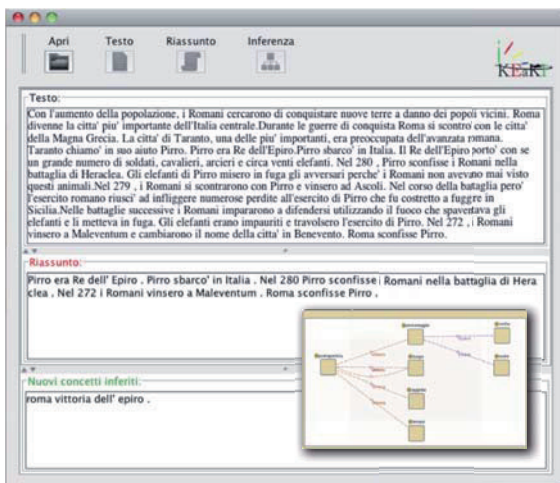 Apri Testo Riassunto Inferenza
KEaKI
Testo:
Con l'aumento della popolazione, i Romani cercarono di conquistare nuove terre a danno dei popoli vicini. Roma
divenne la citta' piu' importante dell'Italia centrale.Durante le guerre di conquista Roma si scontro' con le citta'
della Magna Grecia. La citta' di Taranto, una delle piu' importanti, era preoccupata dell'avanzata romana.
Taranto chiamo' in suo aiuto Pirro. Pirro era Re dell'Epiro.Pirro sbarco' in Italia. Il Re dell'Epiro porto' con se
un grande numero di soldati, cavalieri, arcieri e circa venti elefanti. Nel 280 , Pirro sconfisse i Romani nella
battaglia di Heraclea. Gli elefanti di Pirro misero in fuga gli avversari perche' i Romani non avevano mai visto
questi animali.Nel 279 , i Romani si scontrarono con Pirro e vinsero ad Ascoli. Nel corso della battaglia pero'
l'esercito romano riusci' ad infliggere numerose perdite all'esercito di Pirro che fu costretto a fuggre in
Sicilia.Nelle battaglie successive i Romani impararono a difendersi utilizzando il fuoco che spaventava gli
elefanti e li metteva in fuga. Gli elefanti erano impauriti e travolsero l'esercito di Pirro. Nel 272 , i Romani
vinsero a Maleventum e cambiarono il nome della citta' in Benevento. Roma sconfisse Pirro.
Riassunto:
Pirro era Re dell' Epiro . Pirro sbarco' in Italia . Nel 280 Pirro sconfisse i Romani nella battaglia di Hera
clea . Nel 272 i Romani vinsero a Maleventum . Roma sconfisse Pirro .
Nuovi concetti inferiti:
roma vittoria dell' epiro .